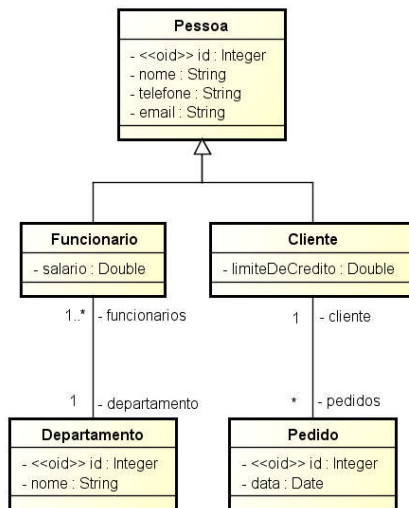 Pessoa
- <<oid>> id : Integer
- nome : String
- telefone : String
- email : String
Funcionario
- salario : Double
Cliente
- limiteDeCredito : Double
1..* - funcionarios
1 - cliente
1 - departamento
* - pedidos
Departamento
- <<oid>> id : Integer
- nome : String
Pedido
- <<oid>> id : Integer
- data : Date